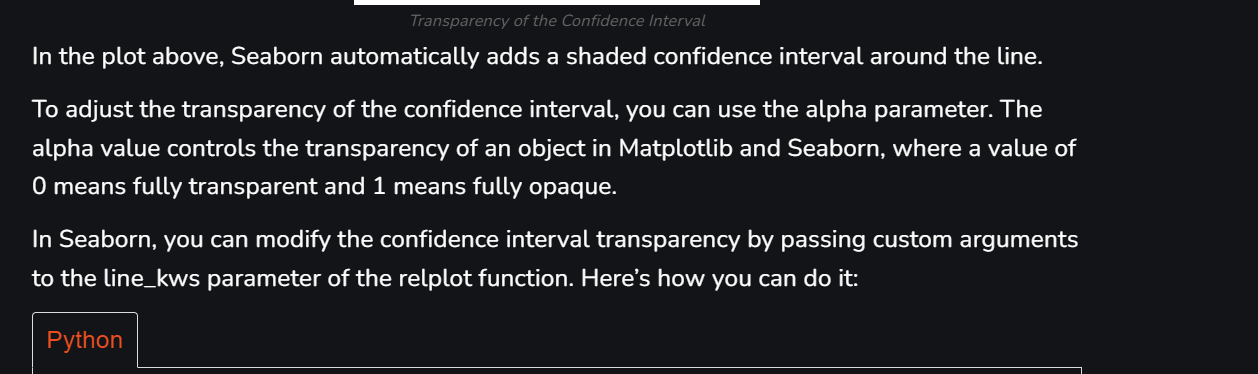 Transparency of the Confidence Interval
In the plot above, Seaborn automatically adds a shaded confidence interval around the line.
To adjust the transparency of the confidence interval, you can use the alpha parameter. The
alpha value controls the transparency of an object in Matplotlib and Seaborn, where a value of
0 means fully transparent and 1 means fully opaque.
In Seaborn, you can modify the confidence interval transparency by passing custom arguments
to the line_kws parameter of the relplot function. Here’s how you can do it:
Python